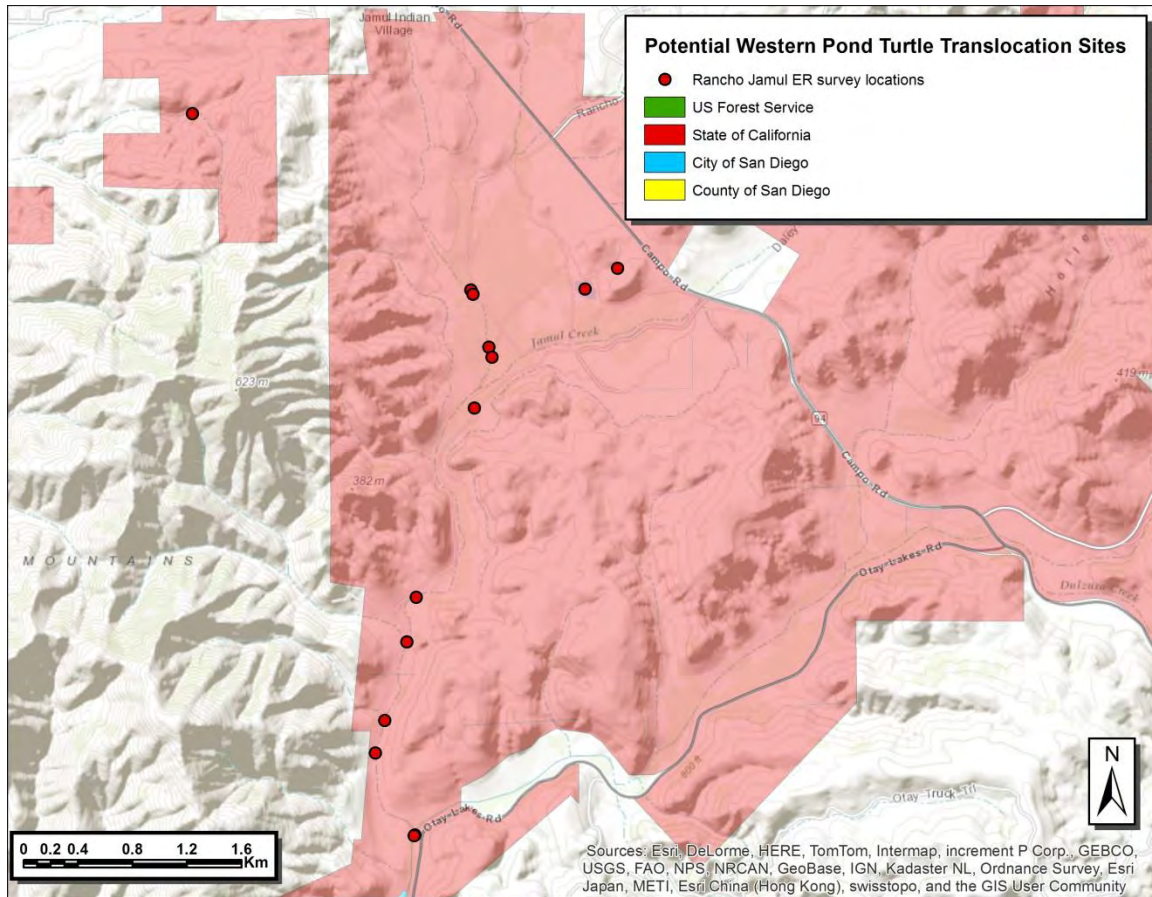 Jamul Indian
Village
Campo Rd
Rancho
Potential Western Pond Turtle Translocation Sites
Rancho Jamul ER survey locations
US Forest Service
State of California
City of San Diego
County of San Diego
Daley
Holle
Jamul Creek
623 m
419 m
94
Campo-Rd
382 m
MOUNTAINS
Otay-Lakes-Rd
Dulzura Creek
800 ft
Otay Truck Trl
Otay-Lakes-Rd
N
0 0.2 0.4 0.8 1.2 1.6
Km
Sources: Esri, DeLorme, HERE, TomTom, Intermap, increment P Corp., GEBCO,
USGS, FAO, NPS, NRCAN, GeoBase, IGN, Kadaster NL, Ordnance Survey, Esri
Japan, METI, Esri China (Hong Kong), swisstopo, and the GIS User Community